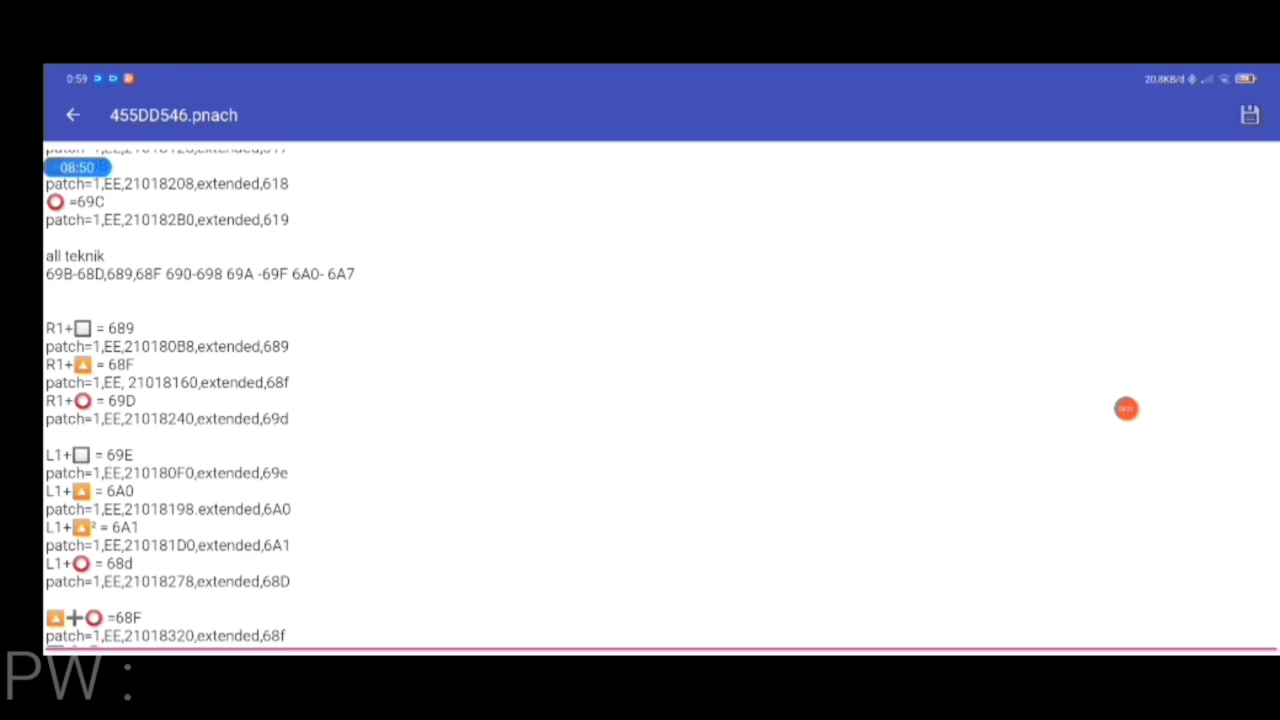 0:59
20.8KB/d
455DD546.pnach
08:50
patch=1,EE,21018208,extended,618
⭕ =69C
patch=1,EE,210182B0,extended,619
all teknik
69B-68D,689,68F 690-698 69A -69F 6A0- 6A7
R1+🔲 = 689
patch=1,EE,210180B8,extended,689
R1+🔼 = 68F
patch=1,EE, 21018160,extended,68f
R1+⭕ = 69D
patch=1,EE,21018240,extended,69d
L1+🔲 = 69E
patch=1,EE,210180F0,extended,69e
L1+🔼 = 6A0
patch=1,EE,21018198.extended,6A0
L1+🔼² = 6A1
patch=1,EE,210181D0,extended,6A1
L1+⭕ = 68d
patch=1,EE,21018278,extended,68D
🔼➕⭕ =68F
patch=1,EE,21018320,extended,68f
PW :